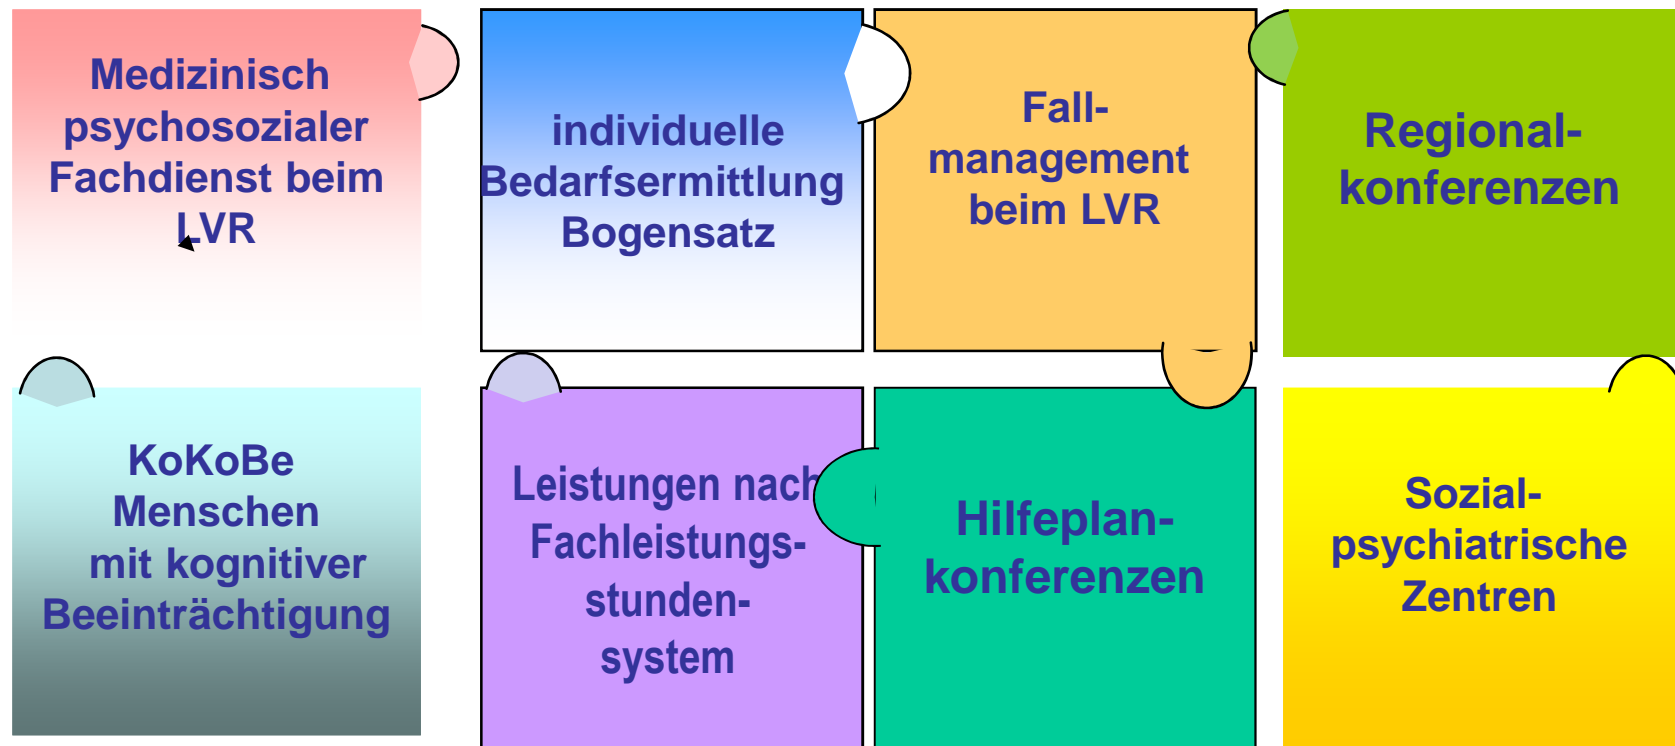 Medizinisch
psychosozialer
Fachdienst beim
LVR
individuelle
Bedarfsermittlung
Bogensatz
Fall-
management
beim LVR
Regional-
konferenzen
KoKoBe
Menschen
mit kognitiver
Beeinträchtigung
Leistungen nach
Fachleistungs-
stunden-
system
Hilfeplan-
konferenzen
Sozial-
psychiatrische
Zentren